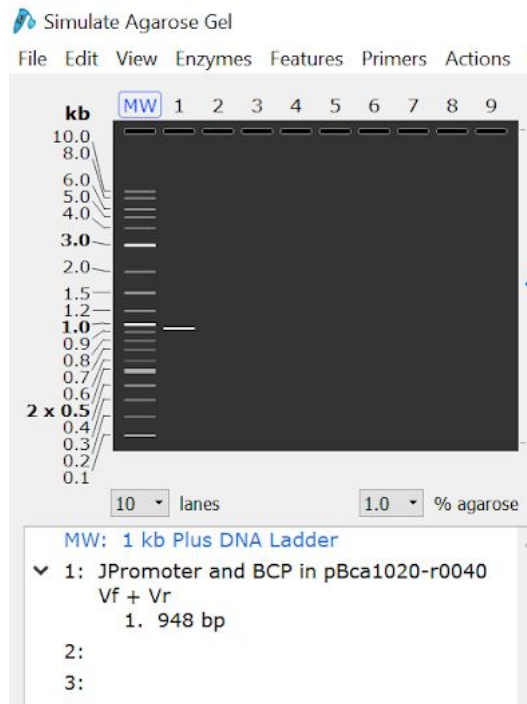 Simulate Agarose Gel
File Edit View Enzymes Features Primers Actions
kb MW 1 2 3 4 5 6 7 8 9
10.0
8.0
6.0
5.0
4.0
3.0
2.0
1.5
1.2
1.0
0.9
0.8
0.7
0.6
2 x 0.5
0.4
0.3
0.2
0.1
10 lanes 1.0 % agarose
MW: 1 kb Plus DNA Ladder
1: JPromoter and BCP in pBca1020-r0040
Vf + Vr
1. 948 bp
2:
3: